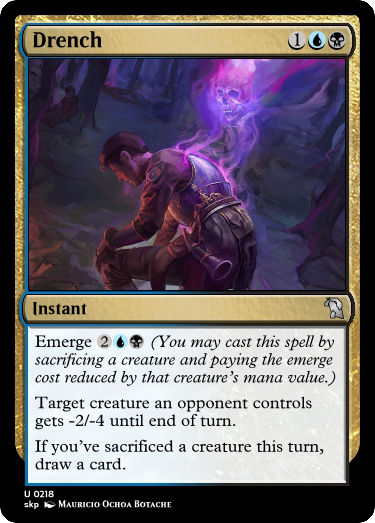 Drench 1
Instant
Emerge 2 (You may cast this spell by
sacrificing a creature and paying the emerge
cost reduced by that creature's mana value.)
Target creature an opponent controls
gets -2/-4 until end of turn.
If you've sacrificed a creature this turn,
draw a card.
U 0218
skp Mauricio Ochoa Botache